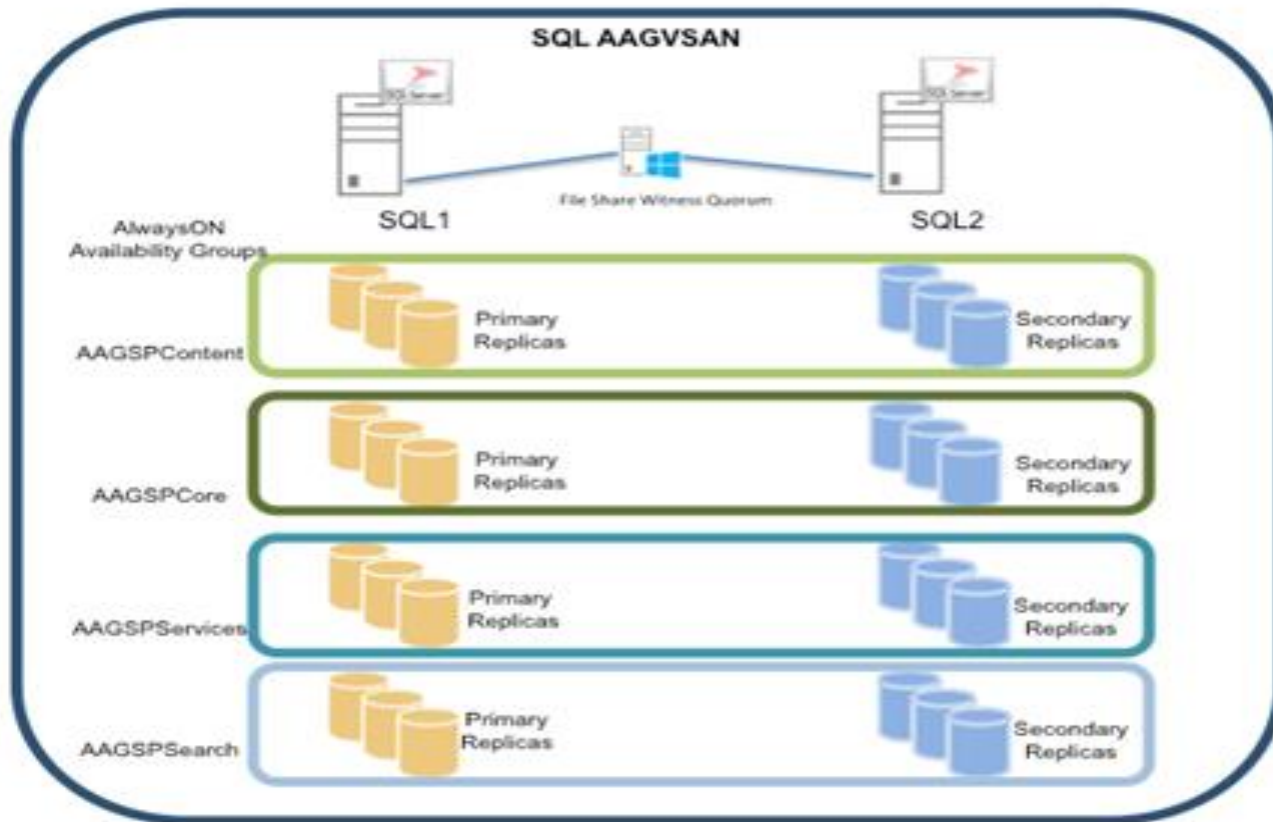 SQL AAGVSAN
SQL Server
SQL Server
File Share Witness Quorum
SQL1
SQL2
AlwaysON
Availability Groups
Primary
Replicas
Secondary
Replicas
AAGSPContent
Primary
Replicas
Secondary
Replicas
AAGSPCore
Primary
Replicas
Secondary
Replicas
AAGSPServices
Primary
Replicas
Secondary
Replicas
AAGSPSearch